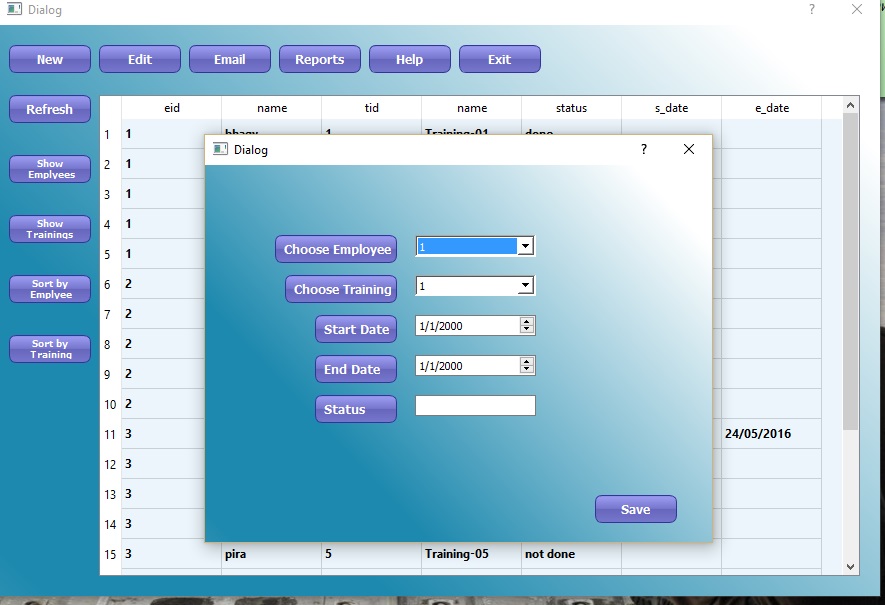 Dialog ?
New Edit Email Reports Help Exit
Refresh
Show
Emplyees
Show
Trainings
Sort by
Emplyee
Sort by
Training
eid name tid name status s_date e_date
1 1 bhagy 1 Training-01 done
2 1
3 1
4 1
5 1
6 2
7 2
8 2
9 2
10 2
11 3 24/05/2016
12 3
13 3
14 3
15 3 pira 5 Training-05 not done
Dialog ?
Choose Employee 1
Choose Training 1
Start Date 1/1/2000
End Date 1/1/2000
Status
Save